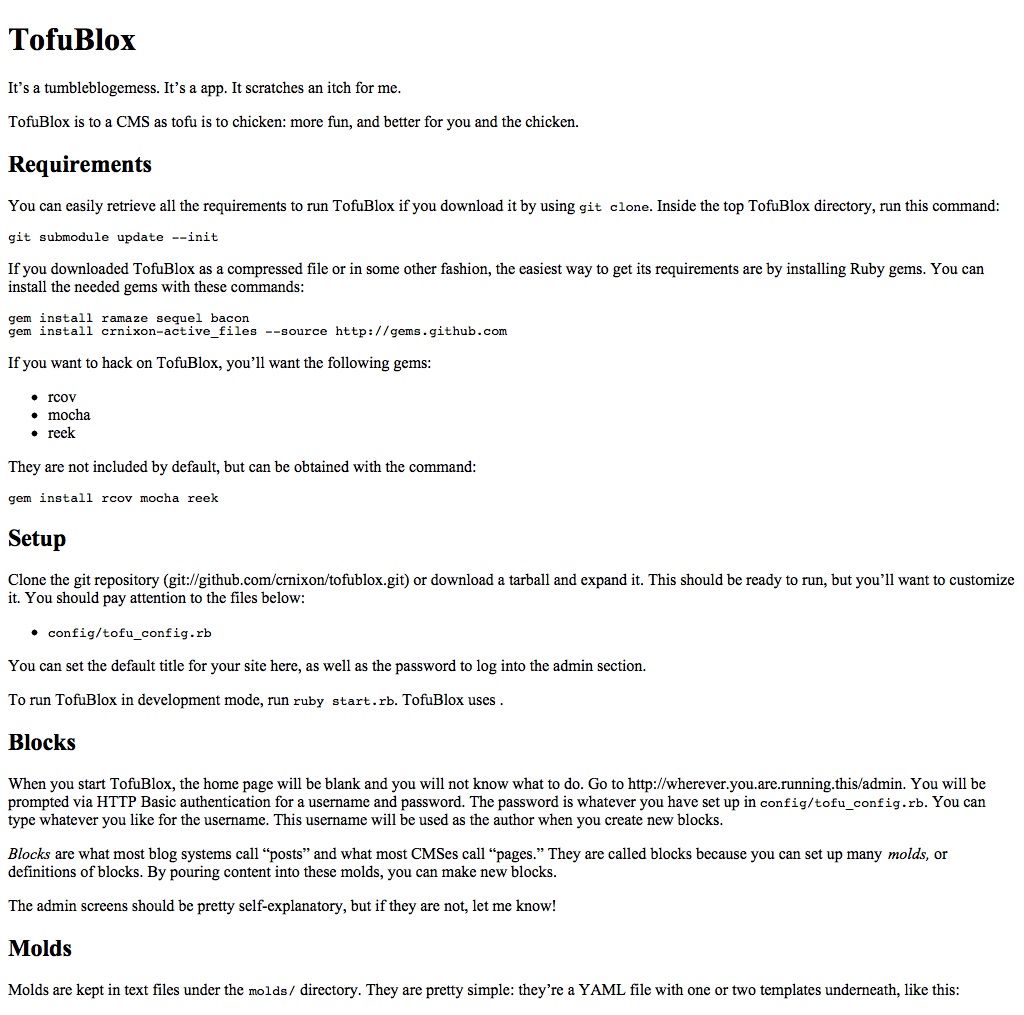 TofuBlox
It’s a tumbleblogemess. It’s a app. It scratches an itch for me.
TofuBlox is to a CMS as tofu is to chicken: more fun, and better for you and the chicken.
Requirements
You can easily retrieve all the requirements to run TofuBlox if you download it by using git clone. Inside the top TofuBlox directory, run this command:
git submodule update --init
If you downloaded TofuBlox as a compressed file or in some other fashion, the easiest way to get its requirements are by installing Ruby gems. You can
install the needed gems with these commands:
gem install ramaze sequel bacon
gem install crnixon-active_files --source http://gems.github.com
If you want to hack on TofuBlox, you’ll want the following gems:
• rcov
• mocha
• reek
They are not included by default, but can be obtained with the command:
gem install rcov mocha reek
Setup
Clone the git repository (git://github.com/crnixon/tofublox.git) or download a tarball and expand it. This should be ready to run, but you’ll want to customize
it. You should pay attention to the files below:
• config/tofu_config.rb
You can set the default title for your site here, as well as the password to log into the admin section.
To run TofuBlox in development mode, run ruby start.rb. TofuBlox uses .
Blocks
When you start TofuBlox, the home page will be blank and you will not know what to do. Go to http://wherever.you.are.running.this/admin. You will be
prompted via HTTP Basic authentication for a username and password. The password is whatever you have set up in config/tofu_config.rb. You can
type whatever you like for the username. This username will be used as the author when you create new blocks.
Blocks are what most blog systems call “posts” and what most CMSes call “pages.” They are called blocks because you can set up many molds, or
definitions of blocks. By pouring content into these molds, you can make new blocks.
The admin screens should be pretty self-explanatory, but if they are not, let me know!
Molds
Molds are kept in text files under the molds/ directory. They are pretty simple: they’re a YAML file with one or two templates underneath, like this: